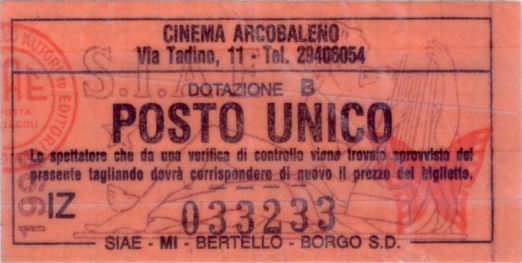 CINEMA ARCOBALENO
Via Tadino, 11 - Tel. 29406054
S.I.A.E.
DOTAZIONE B
POSTO UNICO
Lo spettatore che da una verifica di controllo viene trovato sprovvisto del
presente tagliando dovrà corrispondere di nuovo il prezzo del biglietto.
IZ
033233
SIAE - MI - BERTELLO - BORGO S.D.